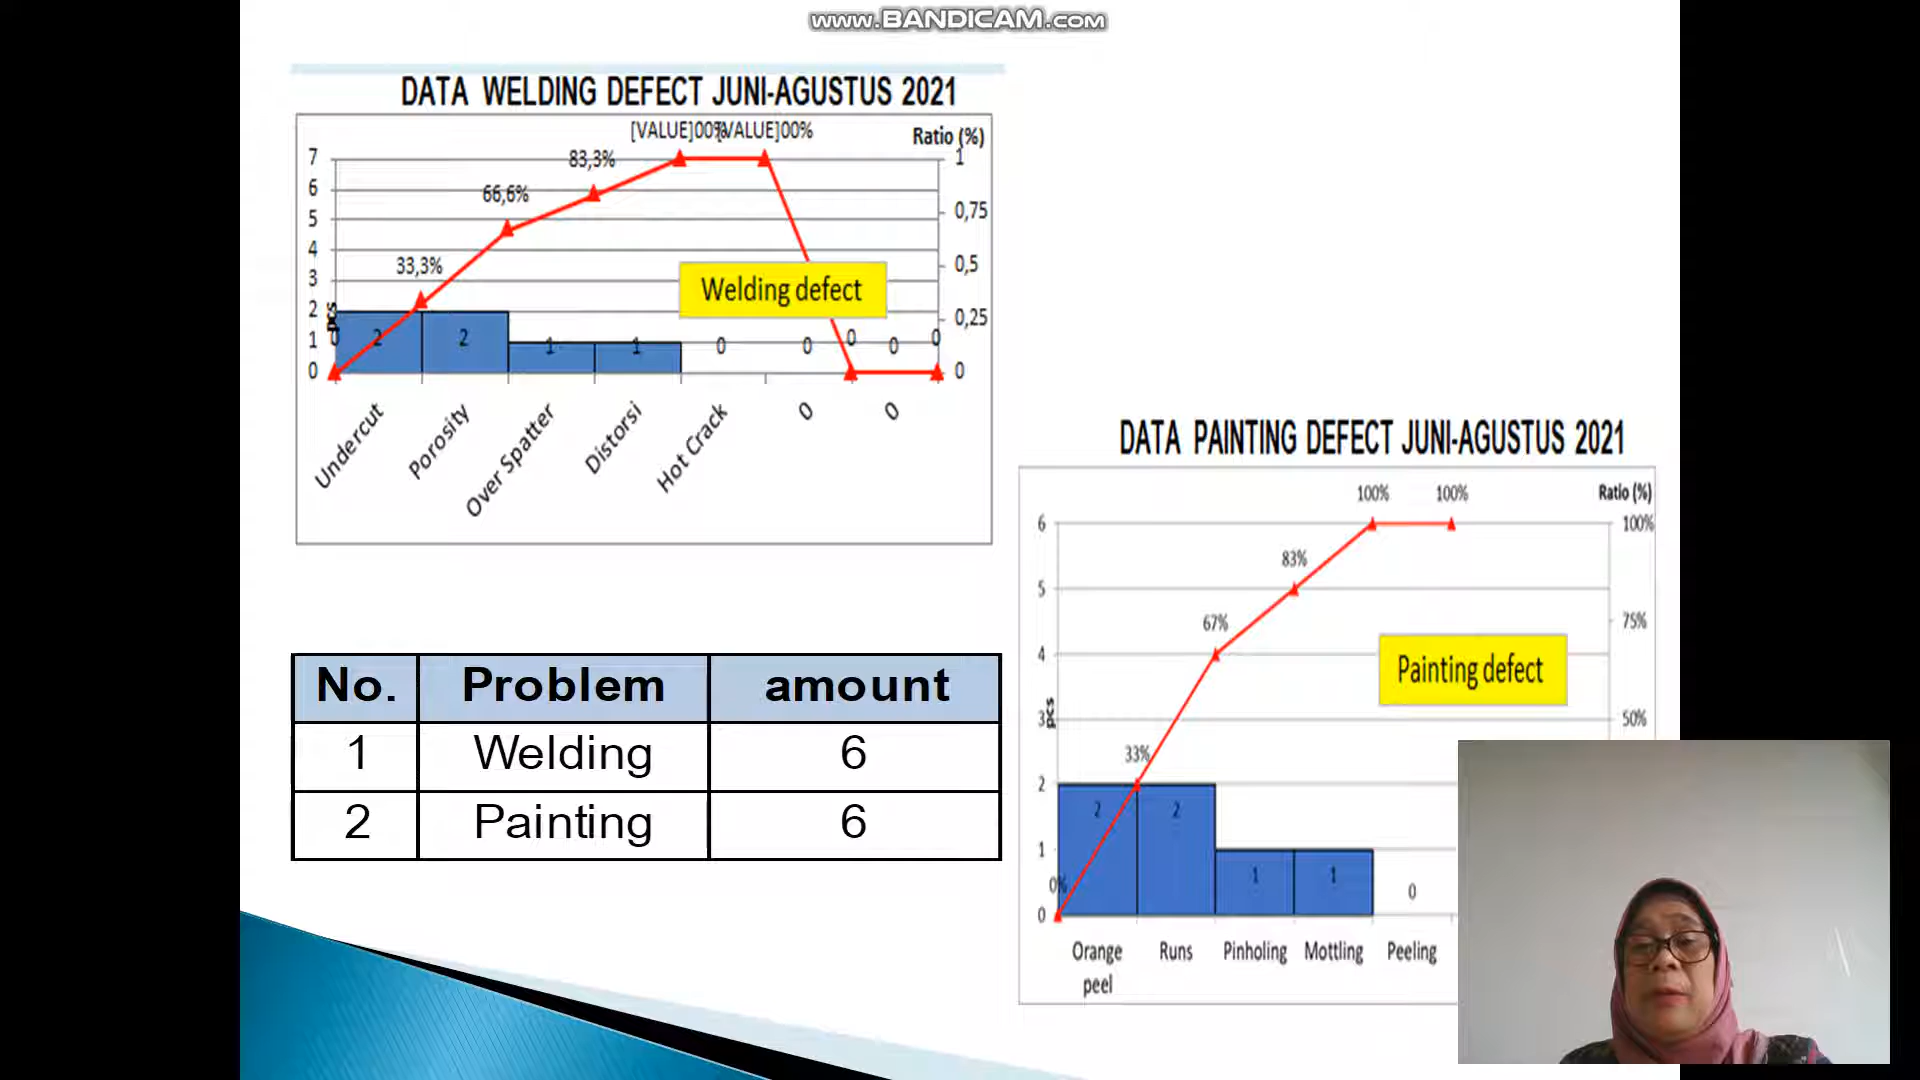 www.BANDICAM.com
DATA WELDING DEFECT JUNI-AGUSTUS 2021
[VALUE]00%
[VALUE]00%
Ratio (%)
83,3%
66,6%
33,3%
7
6
5
4
3
2
1
0
pcs
1
0,75
0,5
0,25
0
Welding defect
0
2
2
1
1
0
0
0
0
0
Undercut
Porosity
Over Spatter
Distorsi
Hot Crack
0
0
DATA PAINTING DEFECT JUNI-AGUSTUS 2021
100%
100%
Ratio (%)
83%
67%
33%
0%
6
5
4
3
2
1
0
pcs
100%
75%
50%
Painting defect
2
2
1
1
0
Orange peel
Runs
Pinholing
Mottling
Peeling
No. Problem amount
1 Welding 6
2 Painting 6